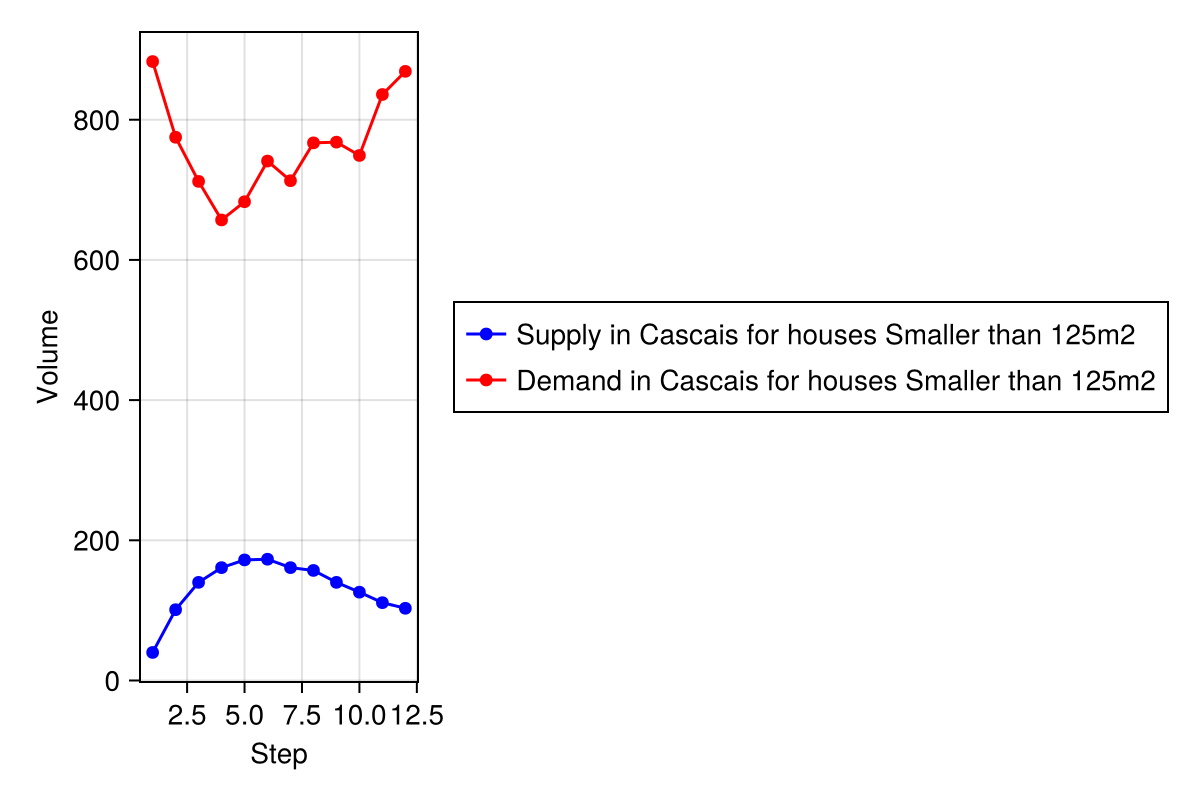 Volume
800
600
400
200
0
2.5 5.0 7.5 10.0 12.5
Step
Supply in Cascais for houses Smaller than 125m2
Demand in Cascais for houses Smaller than 125m2